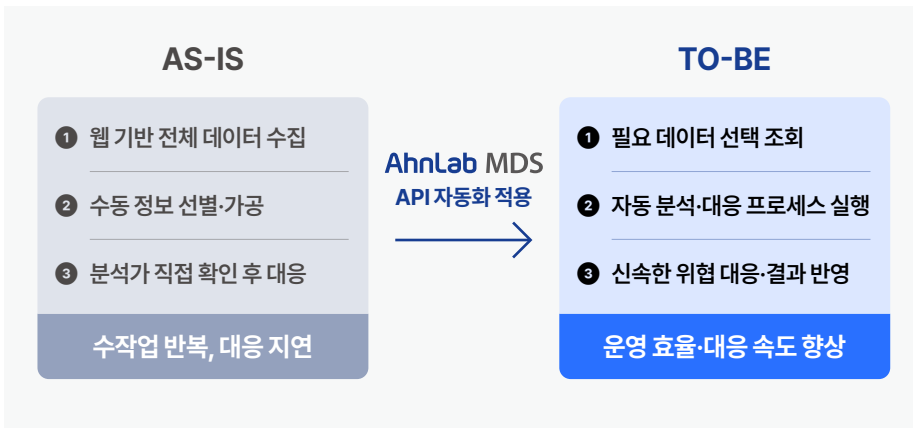 AS-IS
❶ 웹 기반 전체 데이터 수집
❷ 수동 정보 선별·가공
❸ 분석가 직접 확인 후 대응
수작업 반복, 대응 지연
AhnLab MDS
API 자동화 적용
TO-BE
❶ 필요 데이터 선택 조회
❷ 자동 분석·대응 프로세스 실행
❸ 신속한 위협 대응·결과 반영
운영 효율·대응 속도 향상